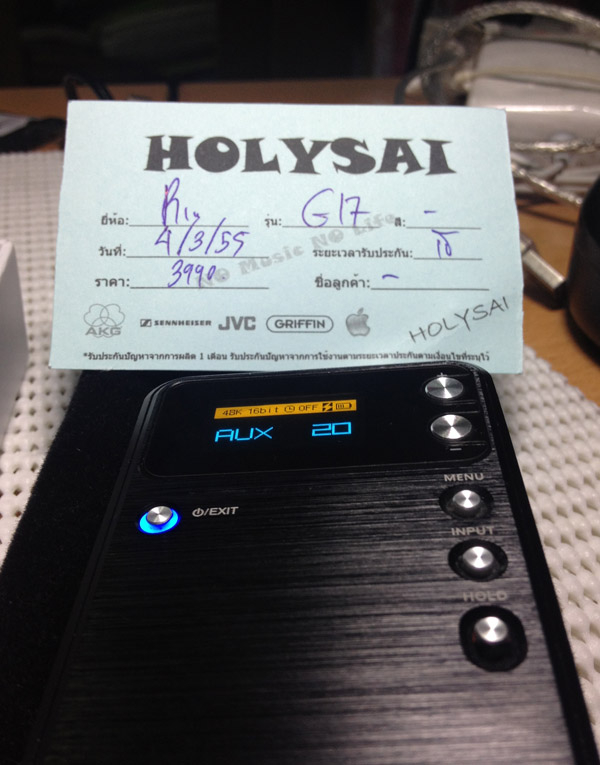 HOLYSAI
ยี่ห้อ: รุ่น: G17 สี: -
วันที่: 4/3/55 ระยะเวลารับประกัน:
No Music No Life
ราคา: 3990 ชื่อลูกค้า: -
AKG SENNHEISER JVC GRIFFIN
HOLYSAI
*รับประกันปัญหาจากการผลิต 1 เดือน รับประกันปัญหาจากการใช้งานตามระยะเวลาประกันตามเงื่อนไขที่ระบุไว้
48K 16bit OFF
AUX 20
+
-
MENU
/EXIT
INPUT
HOLD